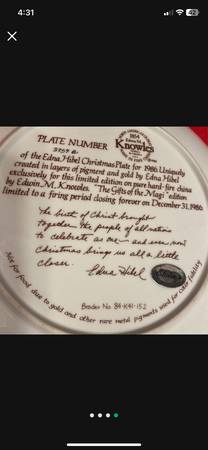 4:31
PLATE NUMBER
1854
Edwin M.
Knowles
of the Edna Hibel Christmas Plate for 1986. Uniquely
created in layers of pigment and gold by Edna Hibel
exclusively for this limited edition on pure hard-fire china
by Edwin M. Knowles. "The Gifts of the Magi" edition
limited to a firing period closing forever on December 31, 1986.
The birth of Christ brought
together the people of all nations
to celebrate as one and even now
Christmas brings us all a little
closer. Edna Hibel
Bradex No. 84-K41-15.2
Not for food due to gold and other rare metal pigments used for color fidelity